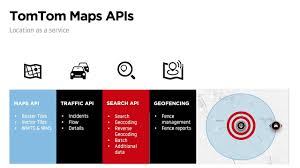 TomTom Maps APIs
Location as a service
MAPS API
• Raster Tiles
• Vector Tiles
• WMTS & WMS
TRAFFIC API
• Incidents
• Flow
• Details
SEARCH API
• Search
• Geocoding
• Reverse Geocoding
• Batch
• Additional data
GEOFENCING
• Fence management
• Fence reports